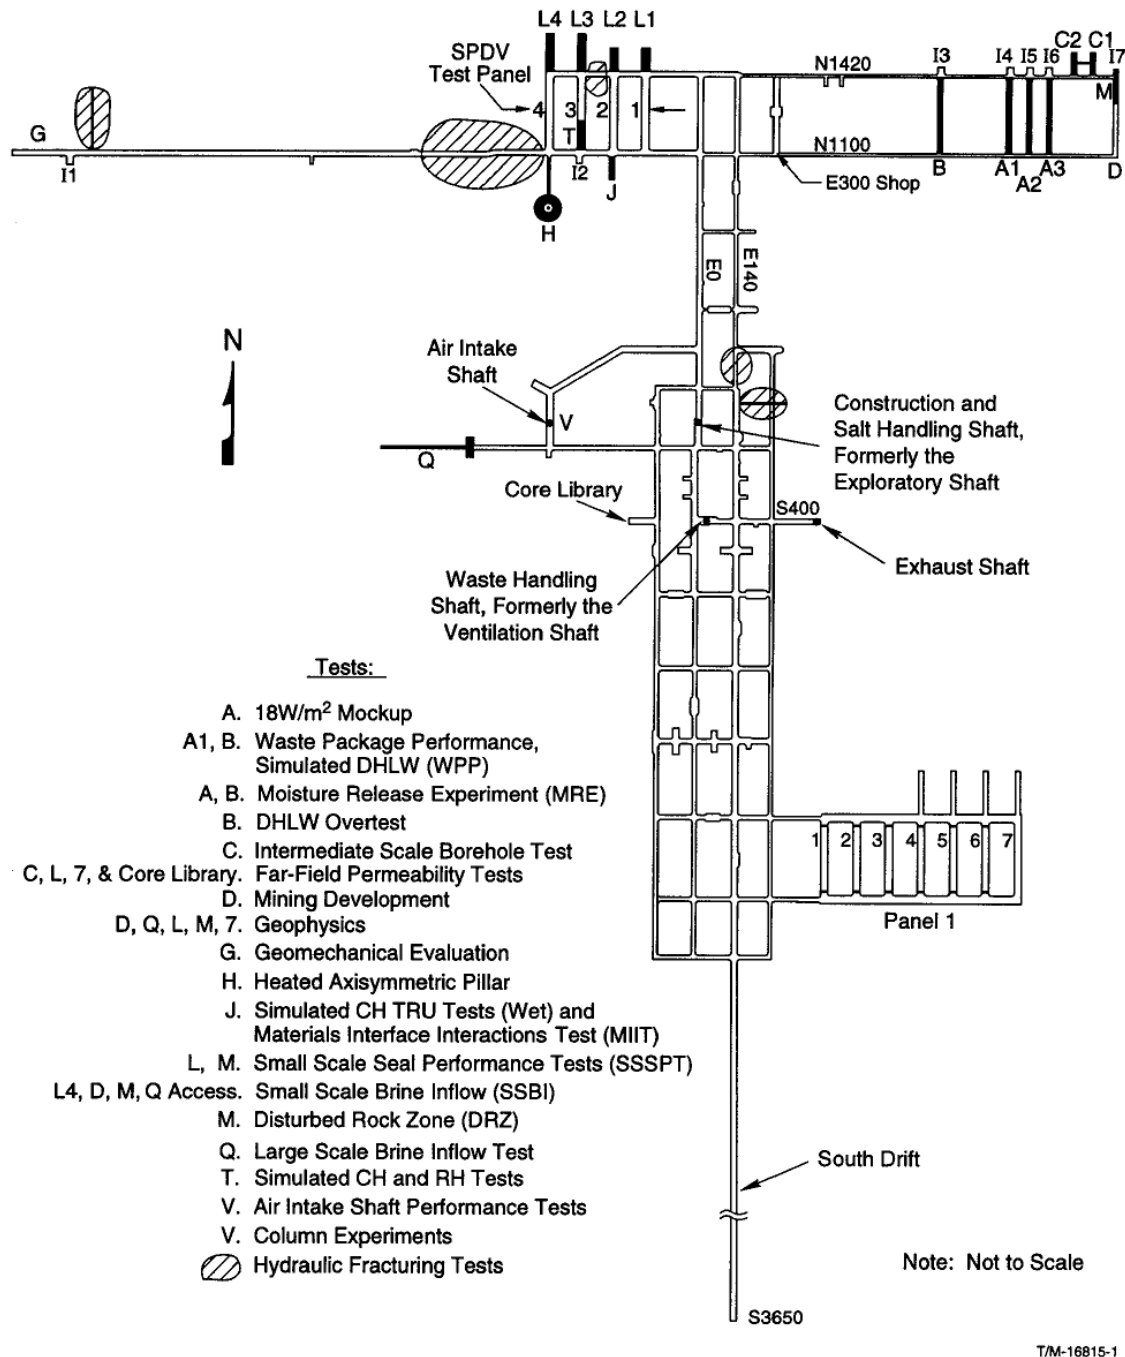 L4 L3 L2 L1
SPDV
Test Panel
4 3 2 1
T
N1420
I3 I4 I5 I6 C2 C1 I7
M
G
I1
I2
J
H
N1100
E300 Shop
B A1 A2 A3 D
E0
E140
N
Air Intake
Shaft
V
Q
Construction and
Salt Handling Shaft,
Formerly the
Exploratory Shaft
Core Library
S400
Exhaust Shaft
Waste Handling
Shaft, Formerly the
Ventilation Shaft
Tests:
A. 18W/m² Mockup
A1, B. Waste Package Performance,
Simulated DHLW (WPP)
A, B. Moisture Release Experiment (MRE)
B. DHLW Overtest
C. Intermediate Scale Borehole Test
C, L, 7, & Core Library. Far-Field Permeability Tests
D. Mining Development
D, Q, L, M, 7. Geophysics
G. Geomechanical Evaluation
H. Heated Axisymmetric Pillar
J. Simulated CH TRU Tests (Wet) and
Materials Interface Interactions Test (MIIT)
L, M. Small Scale Seal Performance Tests (SSSPT)
L4, D, M, Q Access. Small Scale Brine Inflow (SSBI)
M. Disturbed Rock Zone (DRZ)
Q. Large Scale Brine Inflow Test
T. Simulated CH and RH Tests
V. Air Intake Shaft Performance Tests
V. Column Experiments
Hydraulic Fracturing Tests
1 2 3 4 5 6 7
Panel 1
South Drift
Note: Not to Scale
S3650
T/M-16815-1